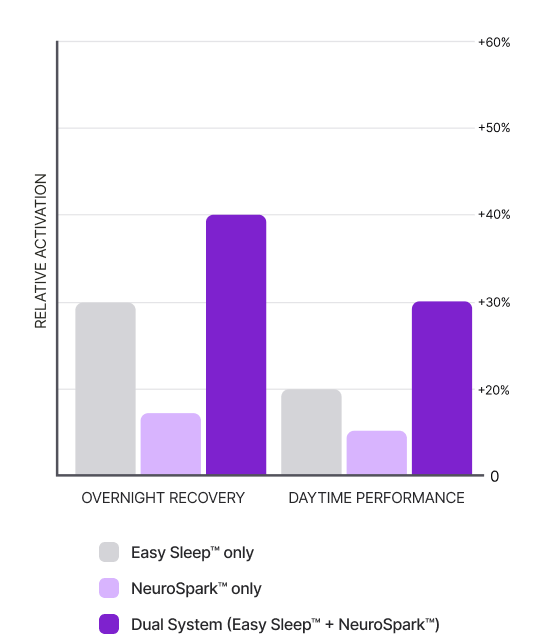 +60%
+50%
+40%
+30%
+20%
0
RELATIVE ACTIVATION
OVERNIGHT RECOVERY
DAYTIME PERFORMANCE
Easy Sleep™ only
NeuroSpark™ only
Dual System (Easy Sleep™ + NeuroSpark™)